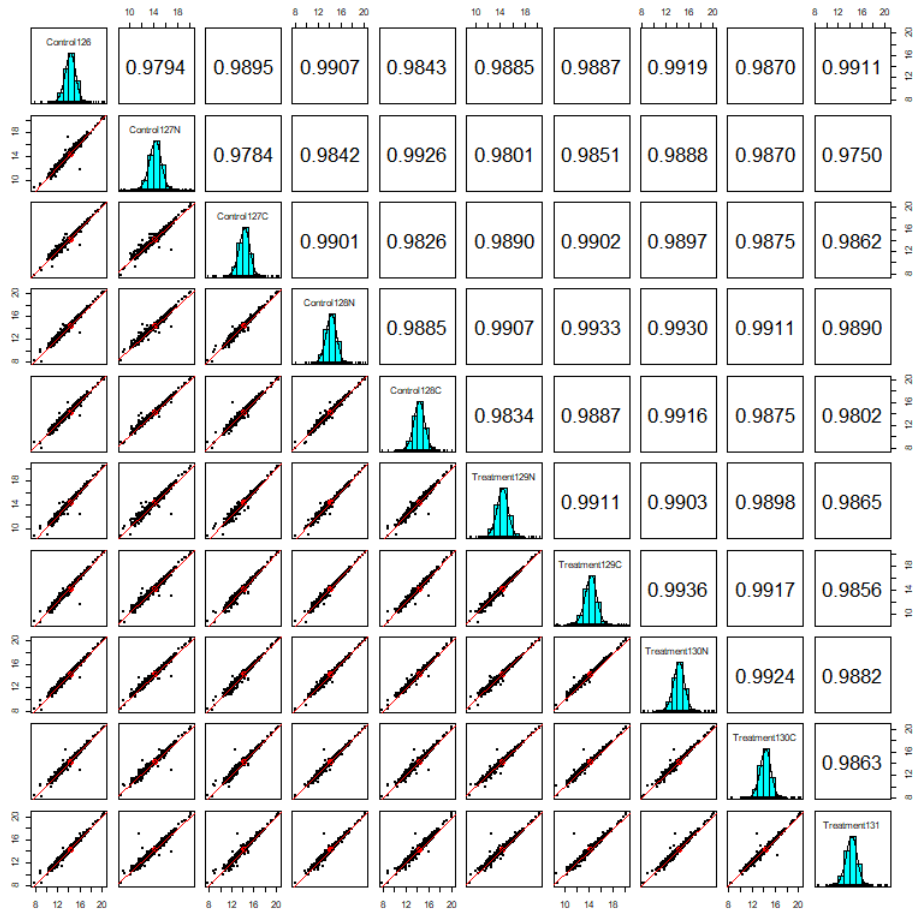 10 14 18 8 12 16 20 10 14 18 8 12 16 20 8 12 16 20
Control126 0.9794 0.9895 0.9907 0.9843 0.9885 0.9887 0.9919 0.9870 0.9911
8 12 16 20
10 14 18
Control127N 0.9784 0.9842 0.9926 0.9801 0.9851 0.9888 0.9870 0.9750
Control127C 0.9901 0.9826 0.9890 0.9902 0.9897 0.9875 0.9862
8 12 16 20
8 12 16 20
Control128N 0.9885 0.9907 0.9933 0.9930 0.9911 0.9890
Control128C 0.9834 0.9887 0.9916 0.9875 0.9802
8 12 16 20
10 14 18
Treatment129N 0.9911 0.9903 0.9898 0.9865
Treatment129C 0.9936 0.9917 0.9856
10 14 18
8 12 16 20
Treatment130N 0.9924 0.9882
Treatment130C 0.9863
8 12 16 20
8 12 16 20
Treatment131
8 12 16 20 8 12 16 20 8 12 16 20 10 14 18 8 12 16 20